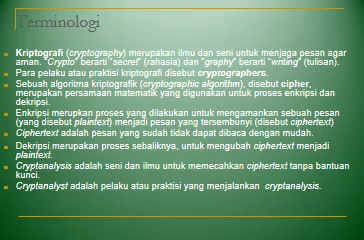 Terminologi
Kriptografi (cryptography) merupakan ilmu dan seni untuk menjaga pesan agar
aman. "Crypto" berarti "secret" (rahasia) dan "graphy" berarti "writing" (tulisan).
Para pelaku atau praktisi kriptografi disebut cryptographers.
Sebuah algoritma kriptografik (cryptographic algorithm), disebut cipher,
merupakan persamaan matematik yang digunakan untuk proses enkripsi dan
dekripsi.
Enkripsi merupkan proses yang dilakukan untuk mengamankan sebuah pesan
(yang disebut plaintext) menjadi pesan yang tersembunyi (disebut ciphertext)
Ciphertext adalah pesan yang sudah tidak dapat dibaca dengan mudah.
Dekripsi merupakan proses sebaliknya, untuk mengubah ciphertext menjadi
plaintext.
Cryptanalysis adalah seni dan ilmu untuk memecahkan ciphertext tanpa bantuan
kunci.
Cryptanalyst adalah pelaku atau praktisi yang menjalankan cryptanalysis.